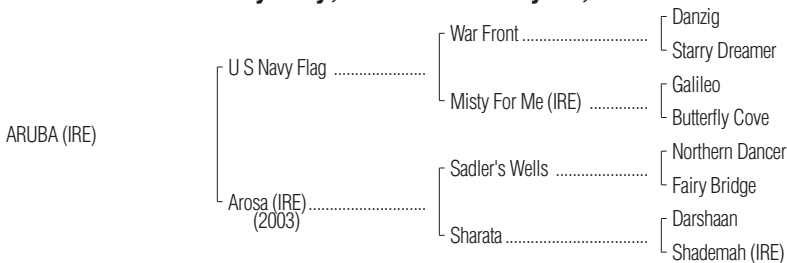 Danzig
War Front ........................
Starry Dreamer
U S Navy Flag ......................
Galileo
Misty For Me (IRE) ..............
Butterfly Cove
ARUBA (IRE)
Northern Dancer
Sadler's Wells ......................
Fairy Bridge
Arosa (IRE)............................
(2003)
Darshaan
Sharata ..................................
Shademah (IRE)